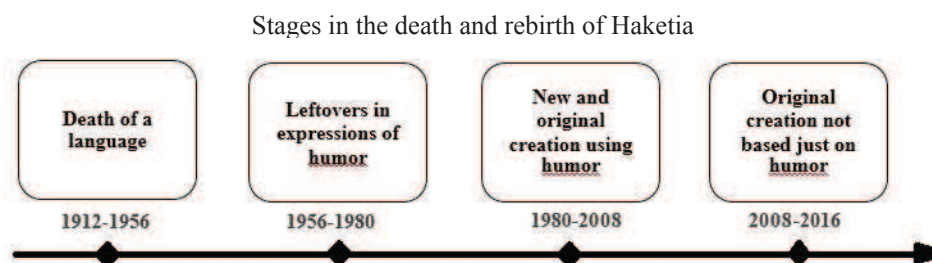 Stages in the death and rebirth of Haketia
Death of a
language
1912-1956
Leftovers in
expressions of
humor
1956-1980
New and
original
creation using
humor
1980-2008
Original
creation not
based just on
humor
2008-2016